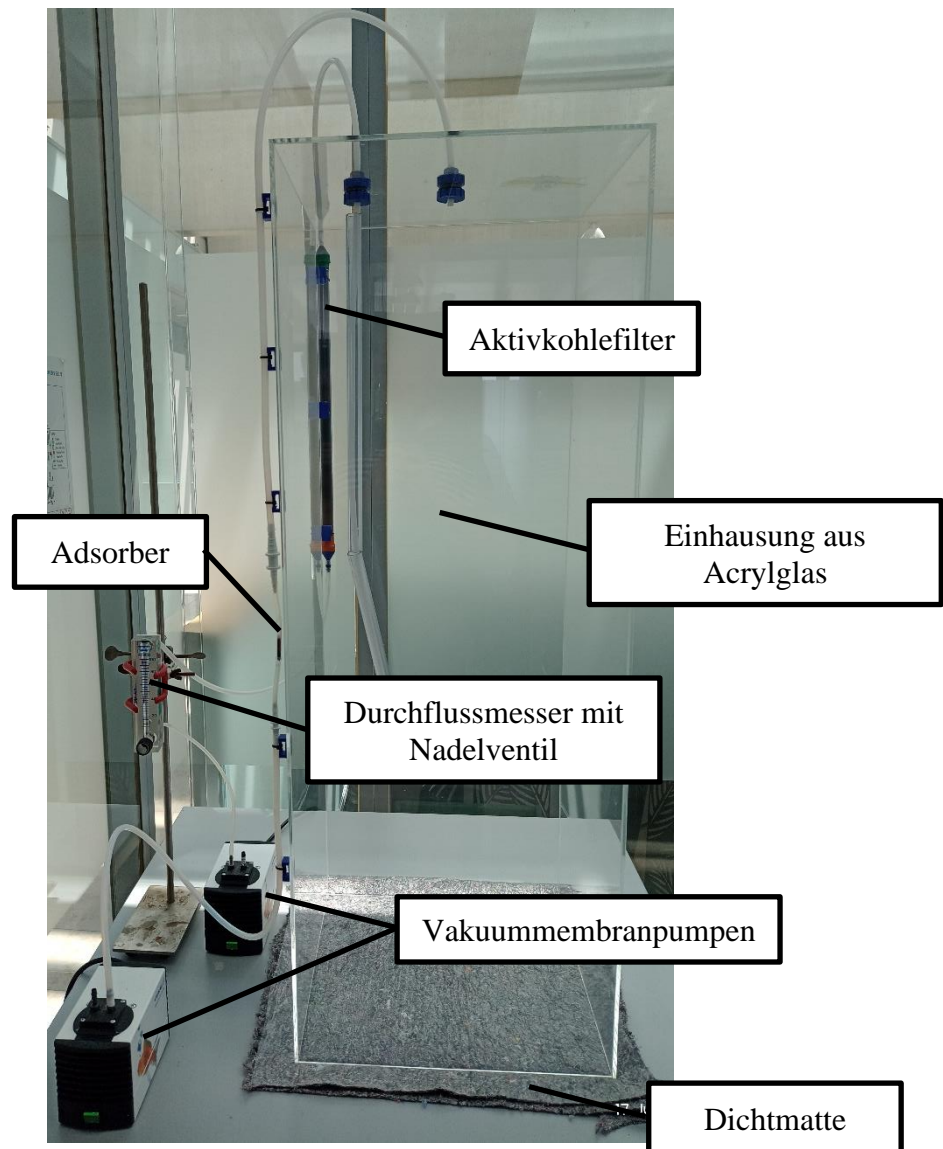 Aktivkohlefilter
Einhausung aus
Acrylglas
Adsorber
Durchflussmesser mit
Nadelventil
Vakuummembranpumpen
Dichtmatte